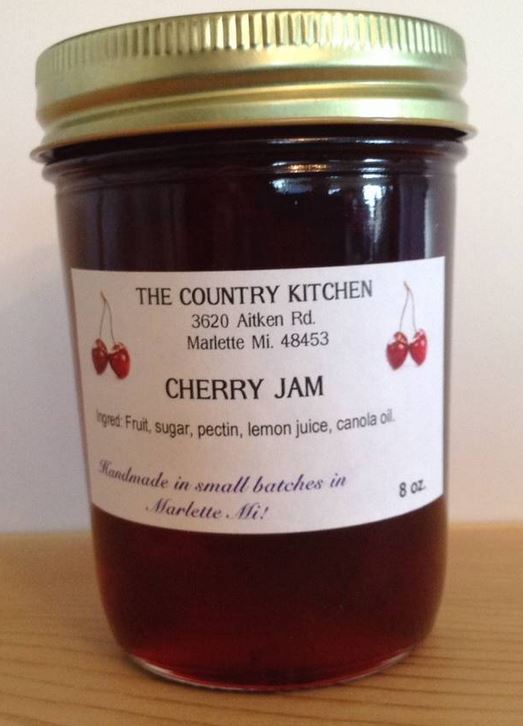 THE COUNTRY KITCHEN
3620 Aitken Rd.
Marlette Mi. 48453
CHERRY JAM
Ingred: Fruit, sugar, pectin, lemon juice, canola oil.
Handmade in small batches in
Marlette Mi!
8 oz.